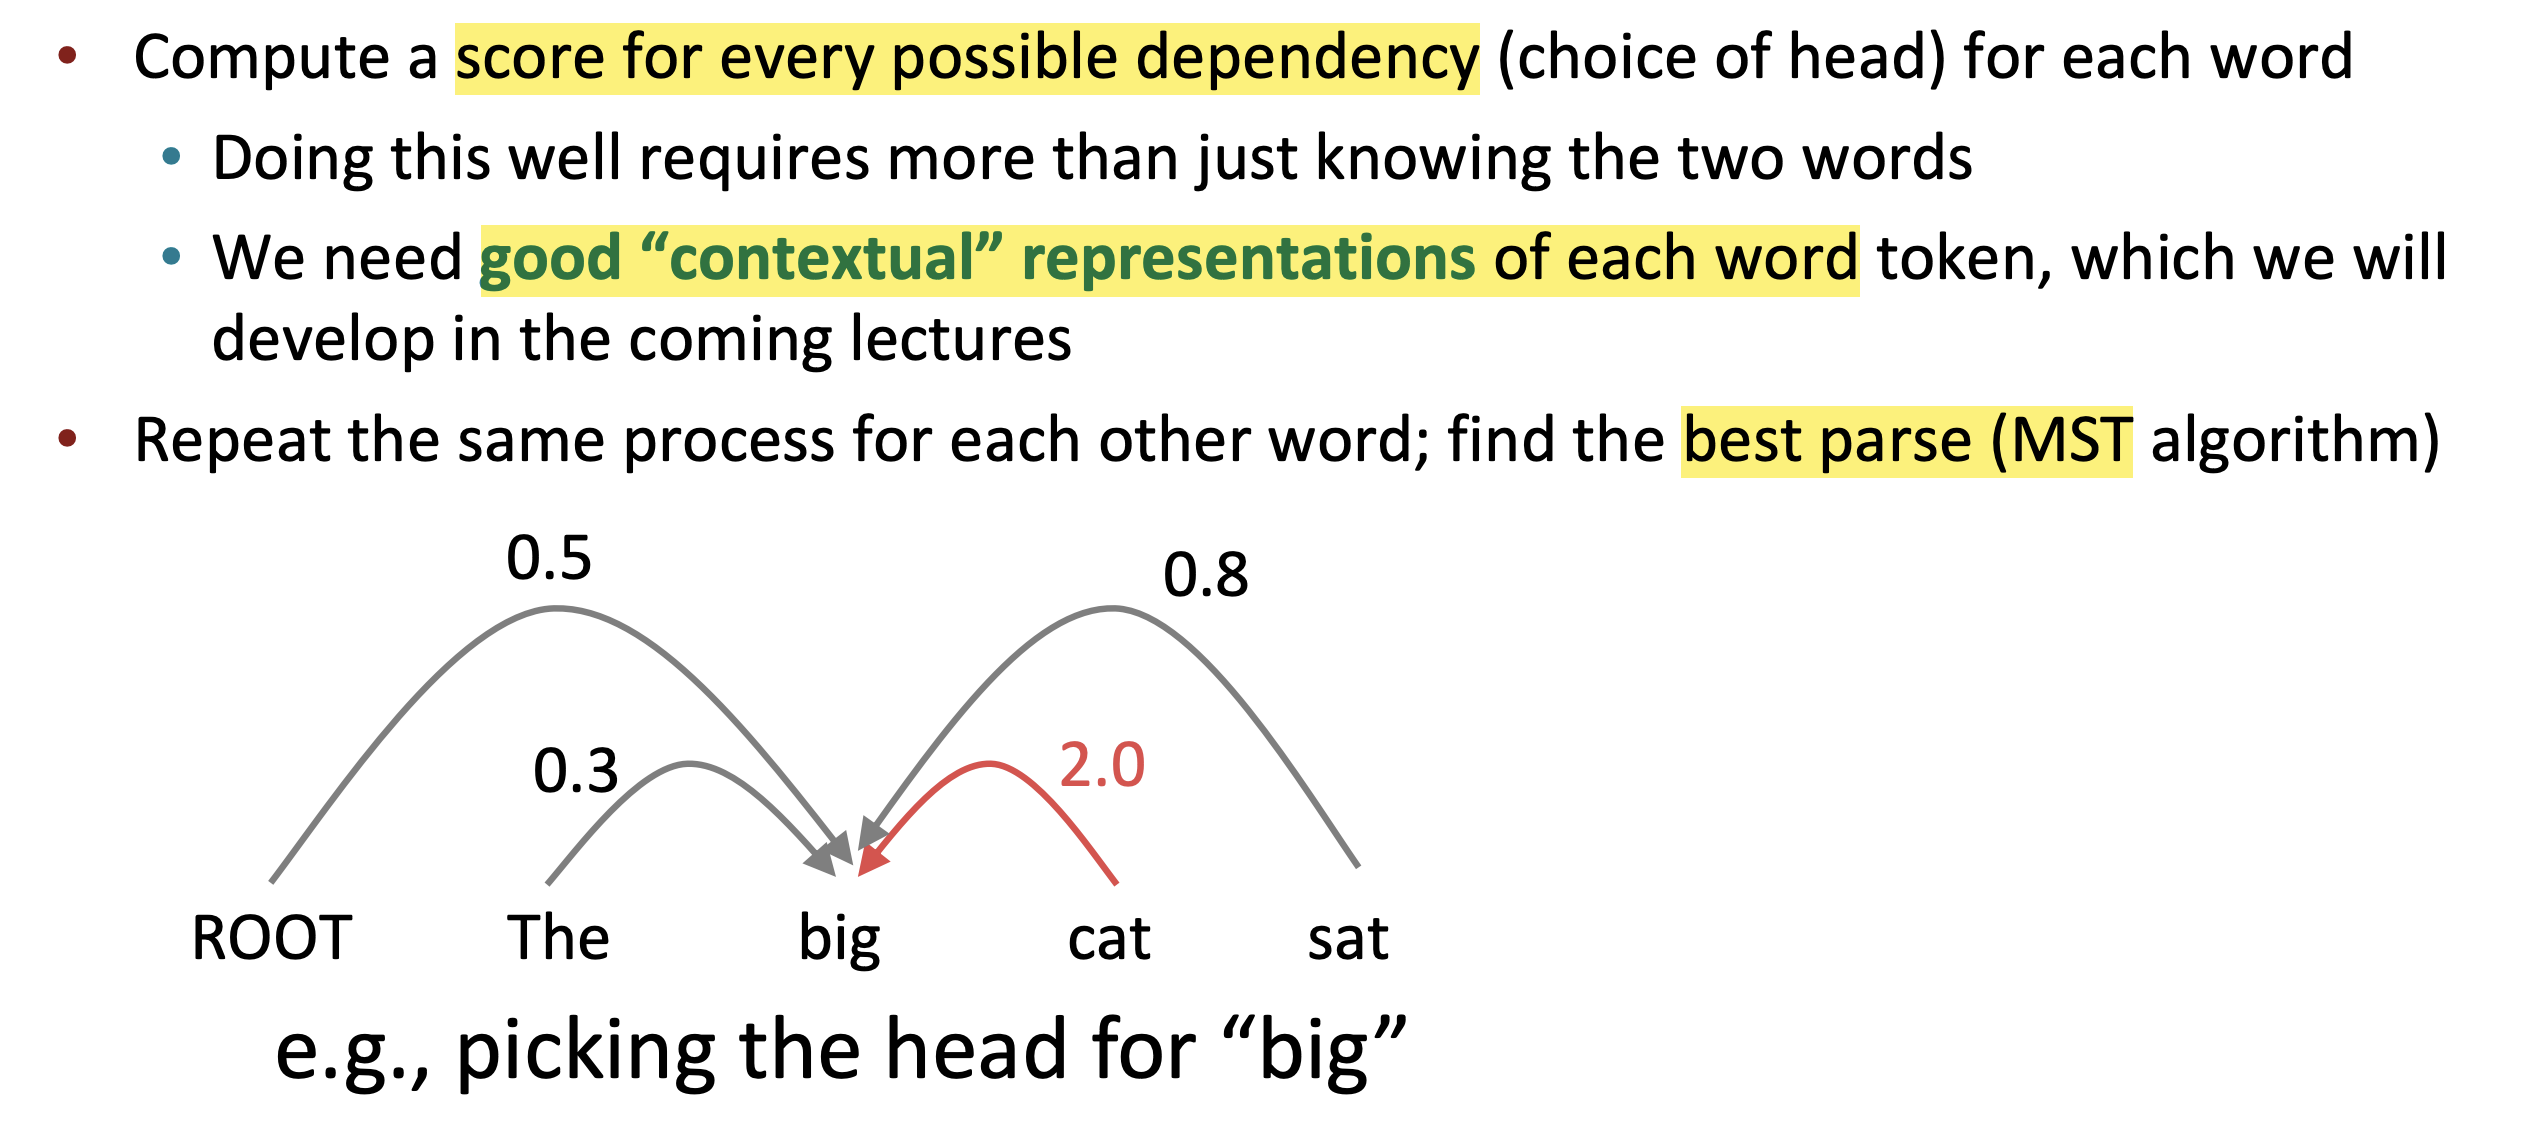 • Compute a score for every possible dependency (choice of head) for each word
• Doing this well requires more than just knowing the two words
• We need good “contextual” representations of each word token, which we will
develop in the coming lectures
• Repeat the same process for each other word; find the best parse (MST algorithm)
0.5
0.8
0.3
2.0
ROOT The big cat sat
e.g., picking the head for “big”